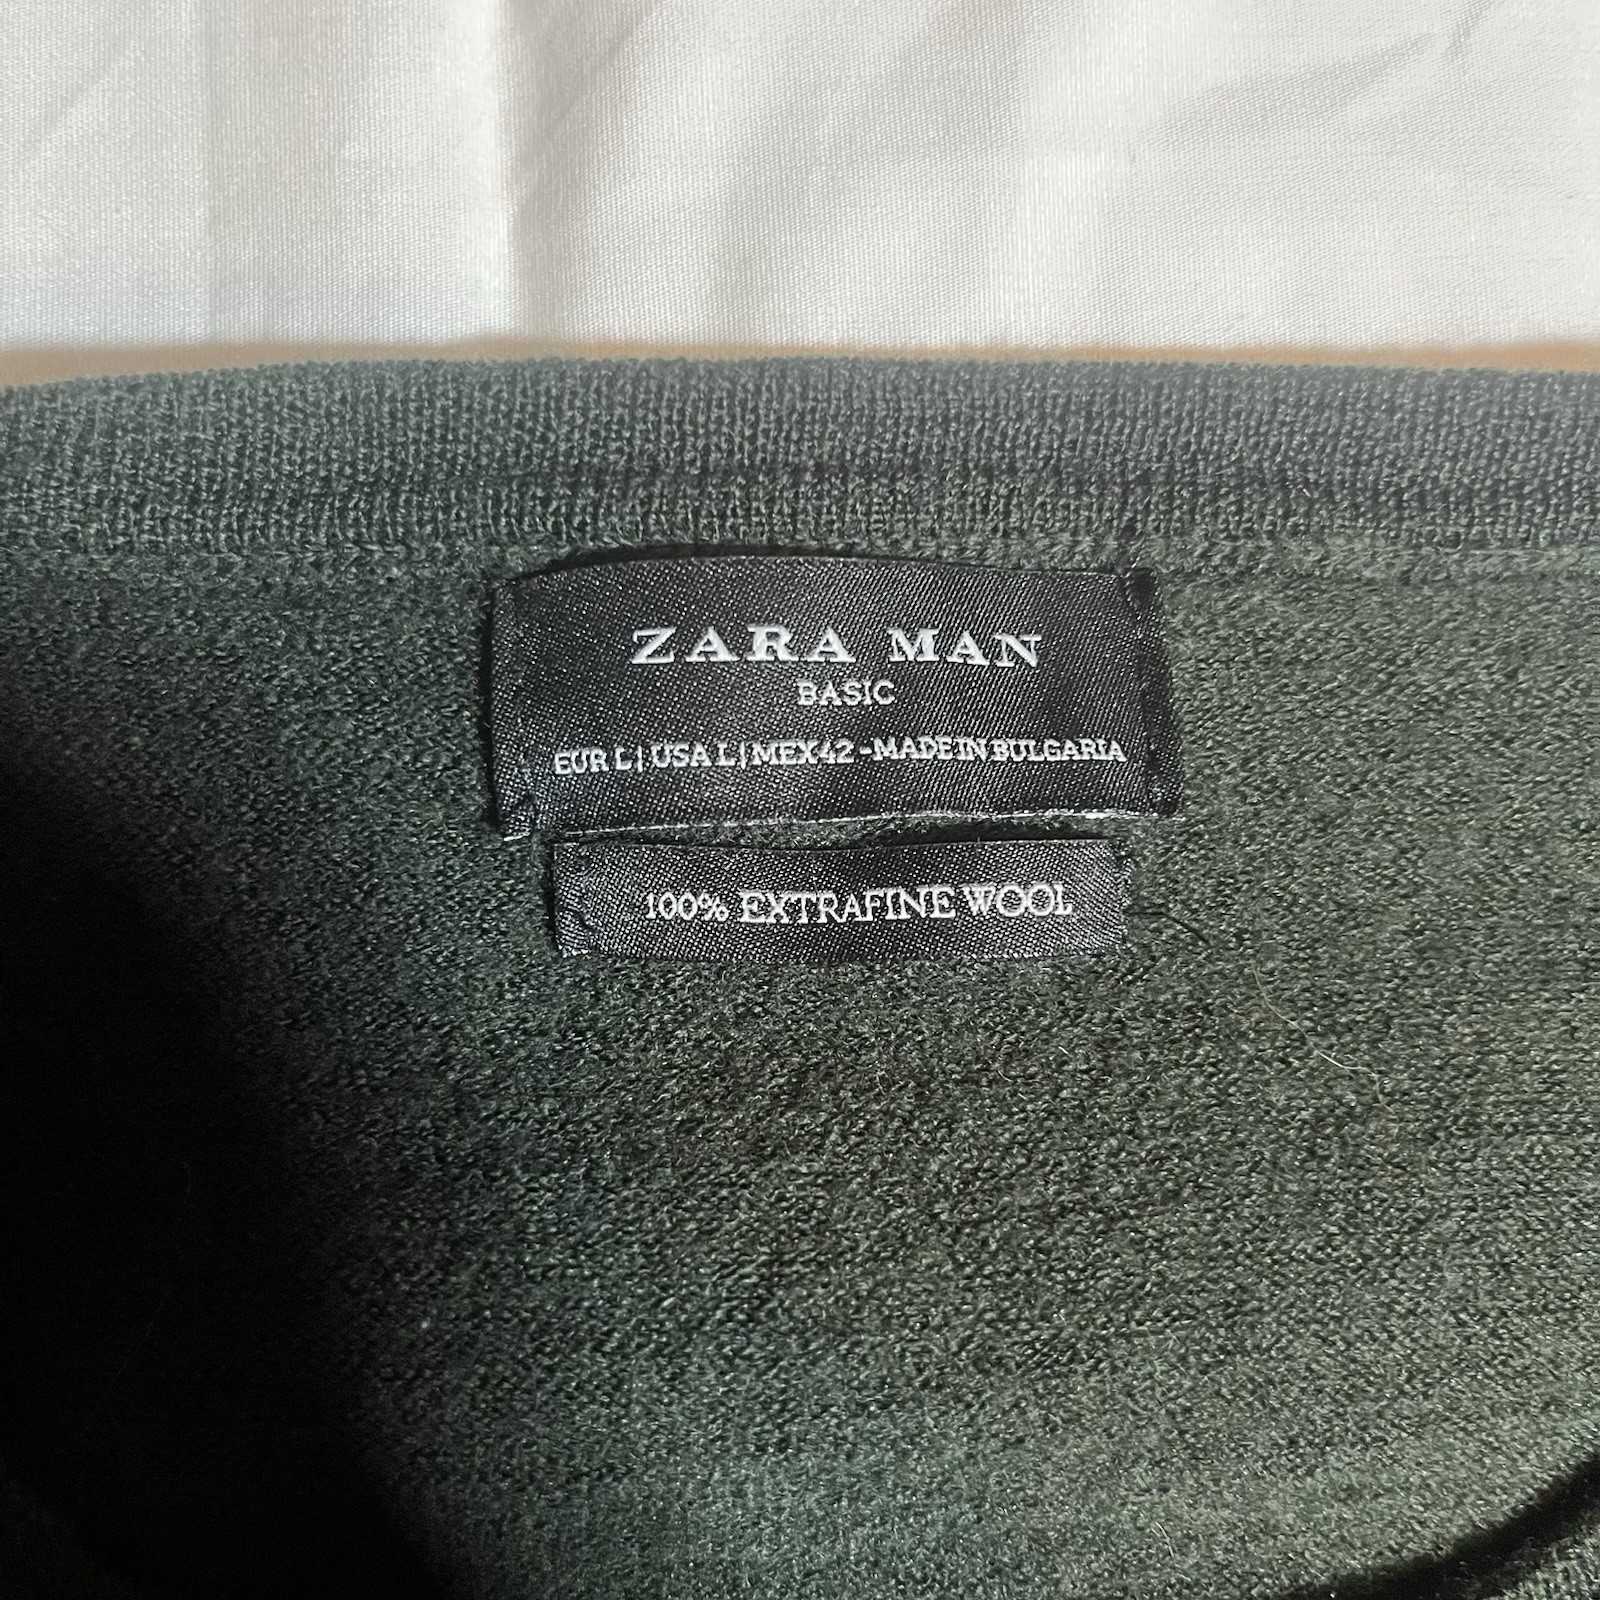 ZARA MAN
BASIC
EUR L | USA L | MEX 42 - MADE IN BULGARIA
100% EXTRAFINE WOOL